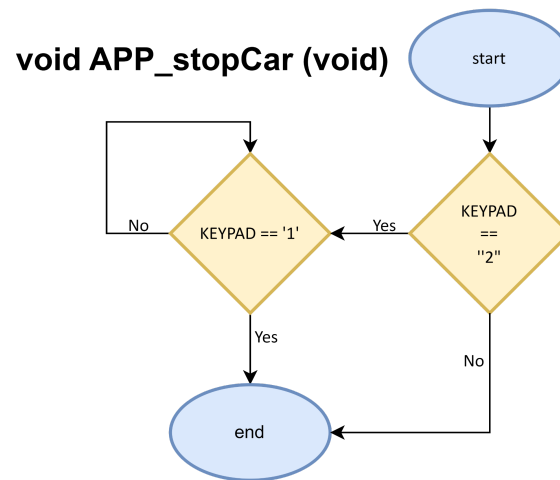 void APP_stopCar (void)
start
KEYPAD
==
''2"
Yes
KEYPAD == '1'
No
Yes
No
end